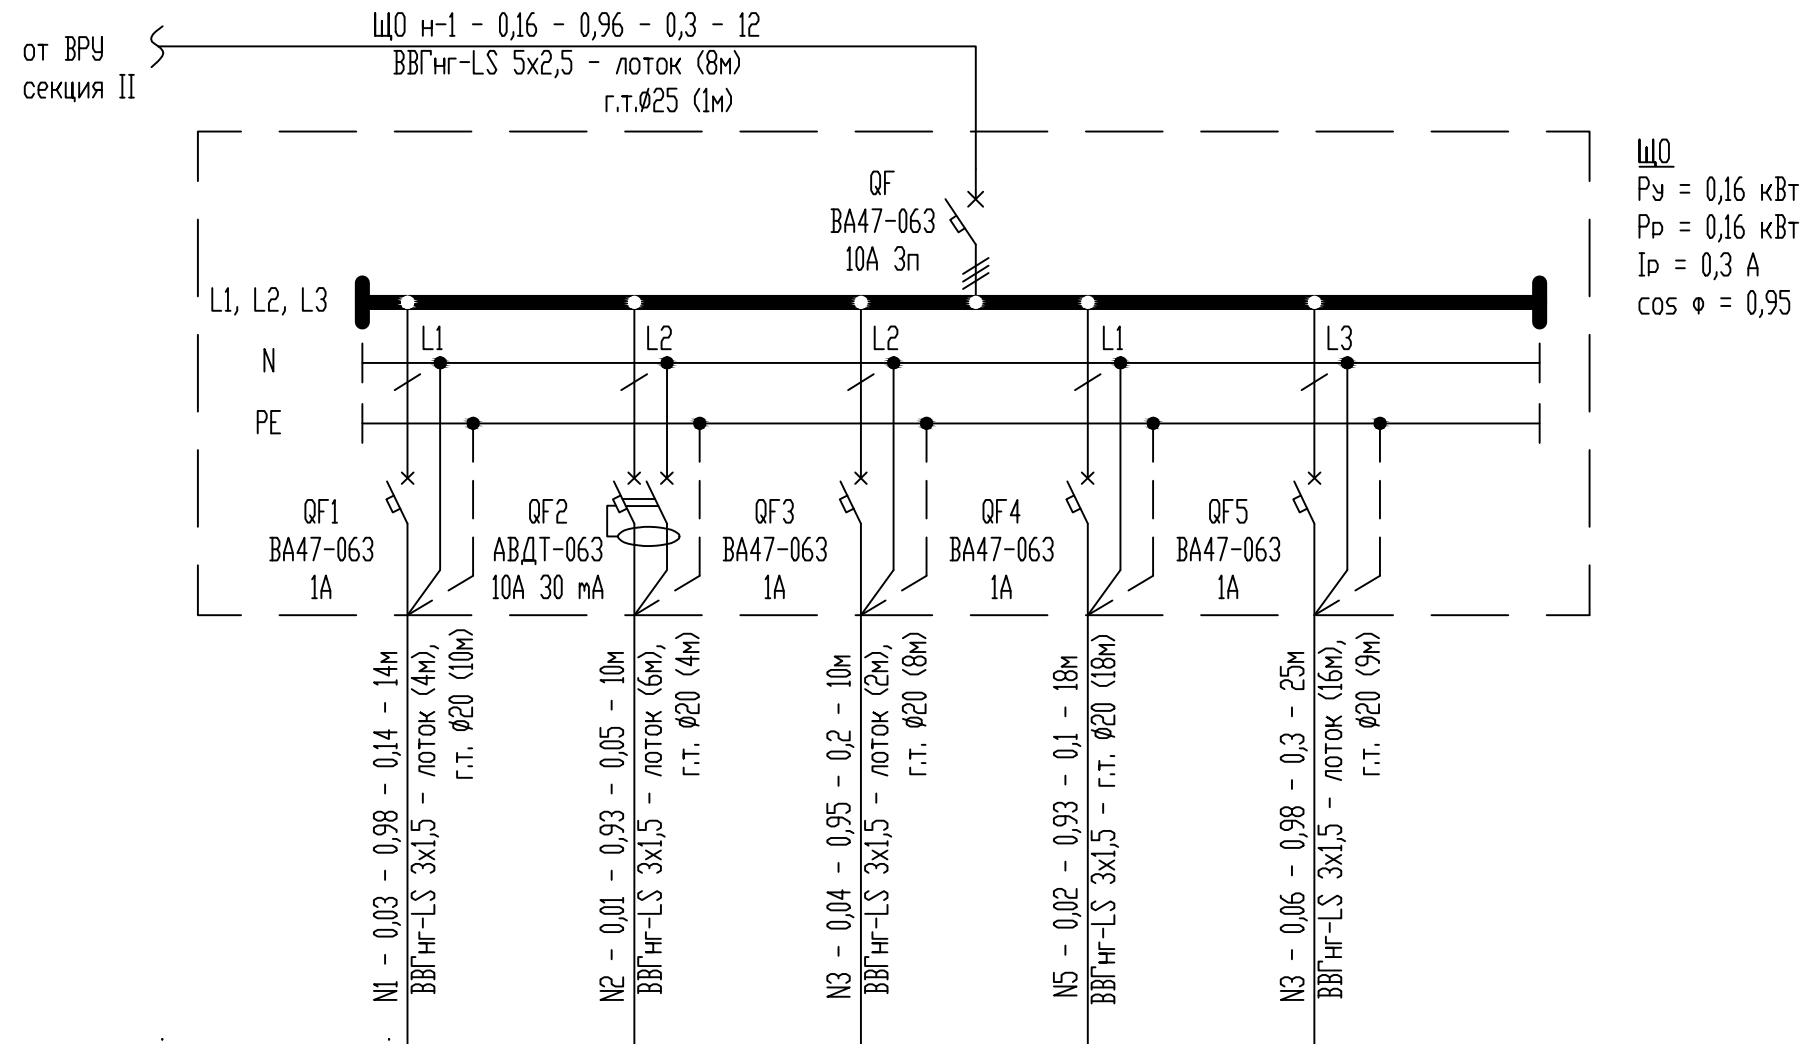 ЩО н-1 - 0,16 - 0,96 - 0,3 - 12
от ВРУ
секция II
ВВГнг-LS 5х2,5 - лоток (8м)
г.т.Ø25 (1м)
ЩО
Ру = 0,16 кВт
Рр = 0,16 кВт
Iр = 0,3 А
cos φ = 0,95
QF
ВА47-063
10А 3п
L1, L2, L3
L1
L2
L2
L1
L3
N
PE
QF1
ВА47-063
1А
QF2
АВДТ-063
10А 30 mA
QF3
ВА47-063
1А
QF4
ВА47-063
1А
QF5
ВА47-063
1А
N1 - 0,03 - 0,98 - 0,14 - 14м
ВВГнг-LS 3х1,5 - лоток (4м),
г.т. Ø20 (10м)
N2 - 0,01 - 0,93 - 0,05 - 10м
ВВГнг-LS 3х1,5 - лоток (6м),
г.т. Ø20 (4м)
N3 - 0,04 - 0,95 - 0,2 - 10м
ВВГнг-LS 3х1,5 - лоток (2м),
г.т. Ø20 (8м)
N5 - 0,02 - 0,93 - 0,1 - 18м
ВВГнг-LS 3х1,5 - г.т. Ø20 (18м)
N3 - 0,06 - 0,98 - 0,3 - 25м
ВВГнг-LS 3х1,5 - лоток (16м),
г.т. Ø20 (9м)